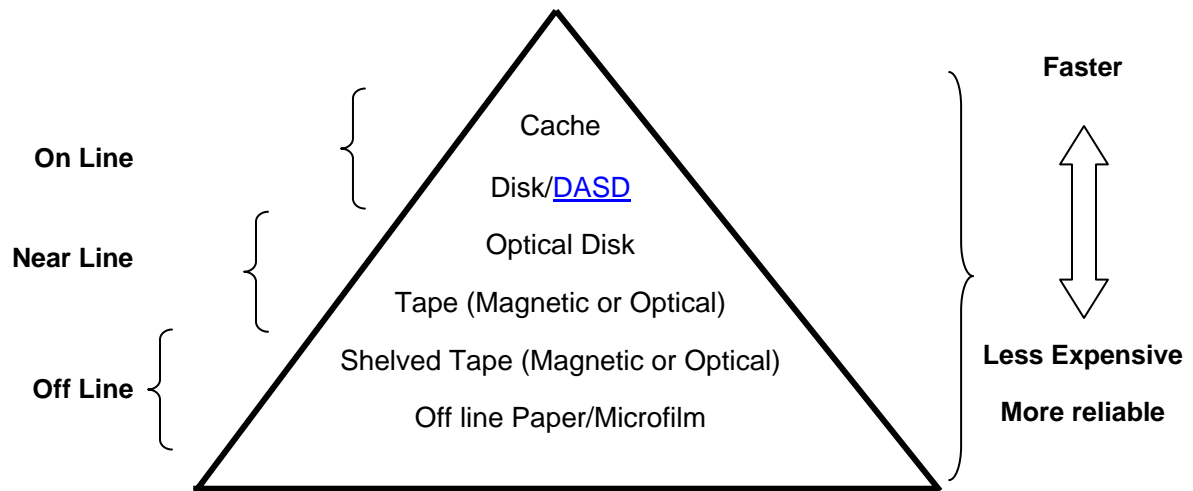 Faster
Cache
On Line
Disk/DASD
Optical Disk
Near Line
Tape (Magnetic or Optical)
Shelved Tape (Magnetic or Optical)
Less Expensive
Off Line
Off line Paper/Microfilm
More reliable